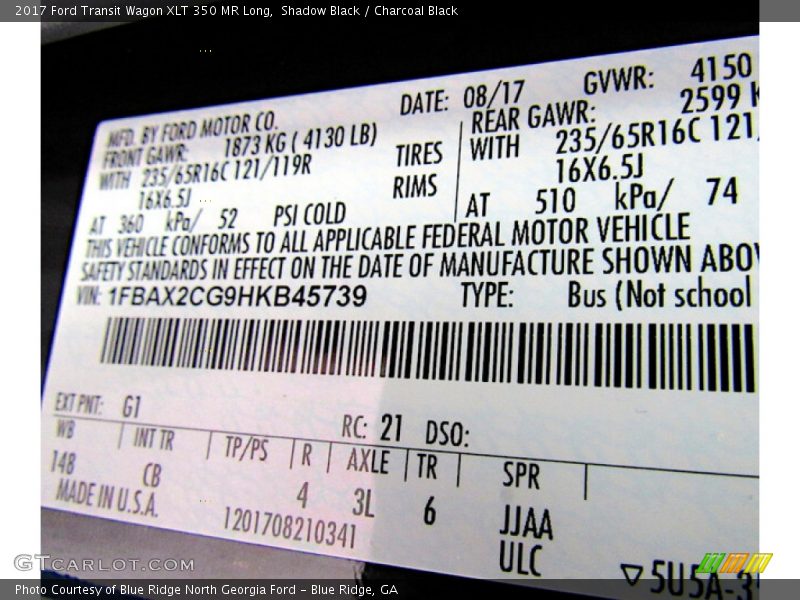 2017 Ford Transit Wagon XLT 350 MR Long,  Shadow Black / Charcoal Black
MFD. BY FORD MOTOR CO.
DATE: 08/17
GVWR: 4150
FRONT GAWR: 1873 KG ( 4130 LB)
REAR GAWR: 2599
WITH 235/65R16C 121/119R TIRES
WITH 235/65R16C 121/
16X6.5J RIMS
16X6.5J
AT 360 kPa/ 52 PSI COLD
AT 510 kPa/ 74
THIS VEHICLE CONFORMS TO ALL APPLICABLE FEDERAL MOTOR VEHICLE
SAFETY STANDARDS IN EFFECT ON THE DATE OF MANUFACTURE SHOWN ABOV
VIN: 1FBAX2CG9HKB45739
TYPE: Bus (Not school
EXT PNT: G1
RC: 21 DSO:
WB INT TR TP/PS R AXLE TR SPR
148 CB 4 3L 6 JJAA
MADE IN U.S.A. 1201708210341 ULC
▽5U5A-3
GTCARLOT.COM
Photo Courtesy of Blue Ridge North Georgia Ford - Blue Ridge, GA